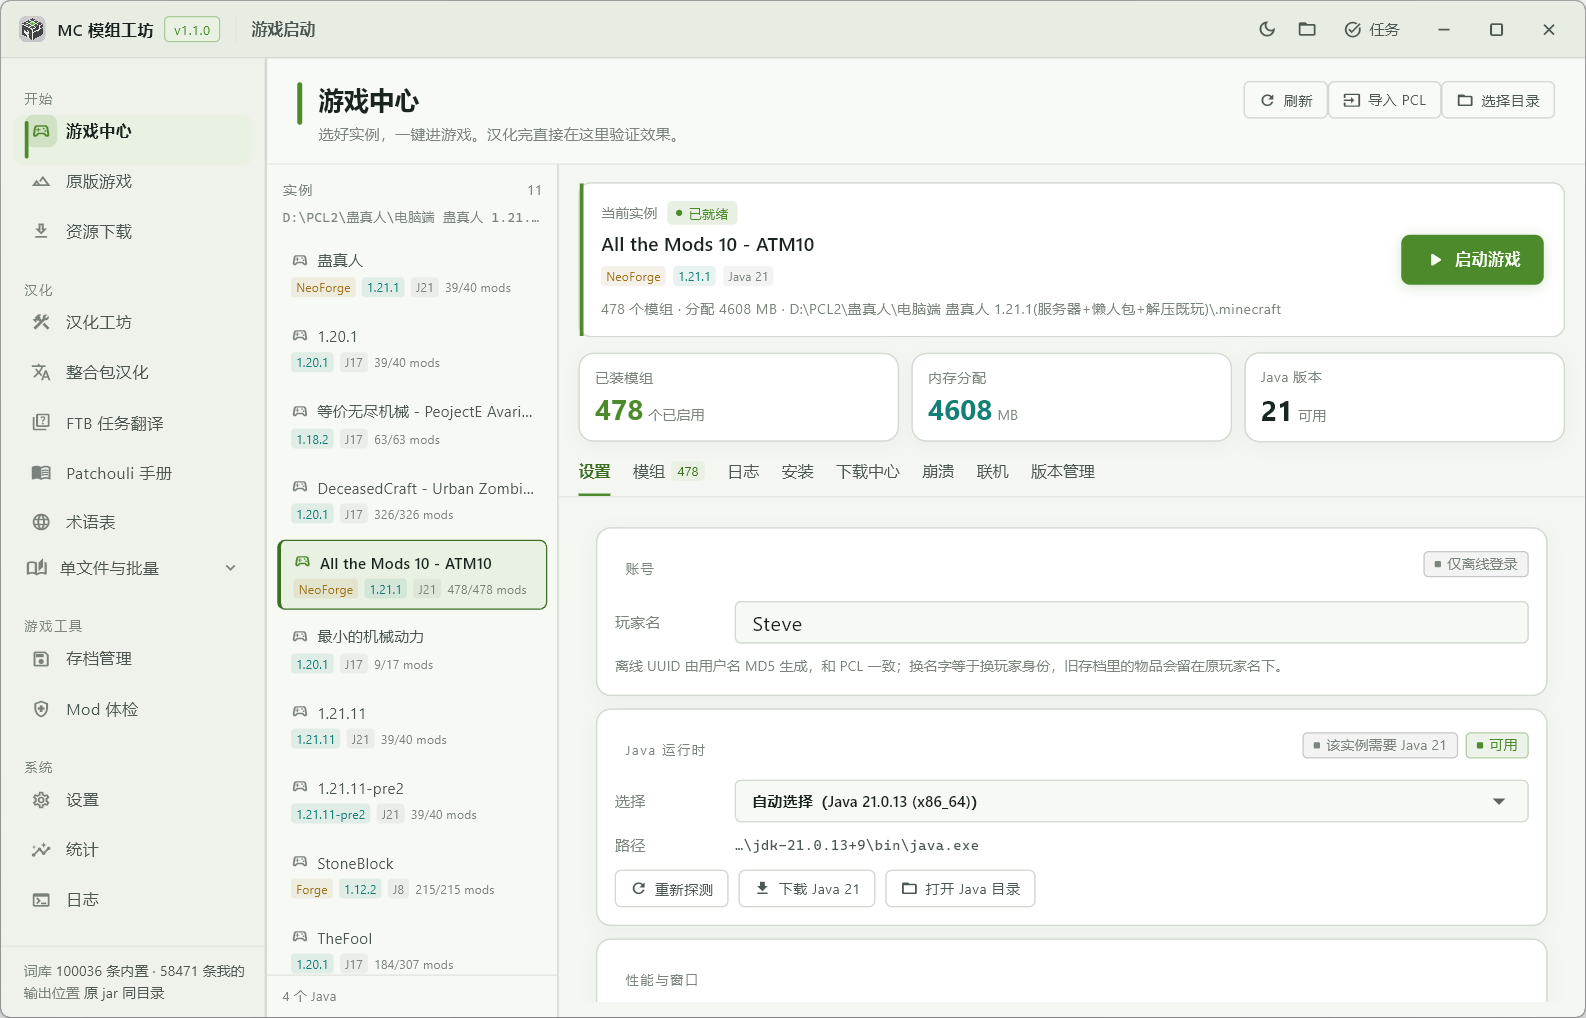 MC 模组工坊 v1.1.0 游戏启动 任务
开始
游戏中心
原版游戏
资源下载
汉化
汉化工坊
整合包汉化
FTB 任务翻译
Patchouli 手册
术语表
单文件与批量
游戏工具
存档管理
Mod 体检
系统
设置
统计
日志
词库 100036 条内置 · 58471 条我的
输出位置 原 jar 同目录
游戏中心
选好实例，一键进游戏。汉化完直接在这里验证效果。
刷新 导入 PCL 选择目录
实例 11
D:\PCL2\蛊真人\电脑端 蛊真人 1.21.…
蛊真人
NeoForge 1.21.1 J21 39/40 mods
1.20.1
1.20.1 J17 39/40 mods
等价无尽机械 - PeojectE Avari...
1.18.2 J17 63/63 mods
DeceasedCraft - Urban Zombi...
1.20.1 J17 326/326 mods
All the Mods 10 - ATM10
NeoForge 1.21.1 J21 478/478 mods
最小的机械动力
1.20.1 J17 9/17 mods
1.21.11
1.21.11 J21 39/40 mods
1.21.11-pre2
1.21.11-pre2 J21 39/40 mods
StoneBlock
Forge 1.12.2 J8 215/215 mods
TheFool
1.20.1 J17 184/307 mods
4 个 Java
当前实例 已就绪
All the Mods 10 - ATM10
NeoForge 1.21.1 Java 21
478 个模组 · 分配 4608 MB · D:\PCL2\蛊真人\电脑端 蛊真人 1.21.1(服务器+懒人包+解压既玩)\.minecraft
启动游戏
已装模组
478 个已启用
内存分配
4608 MB
Java 版本
21 可用
设置 模组 478 日志 安装 下载中心 崩溃 联机 版本管理
账号 仅离线登录
玩家名 Steve
离线 UUID 由用户名 MD5 生成，和 PCL 一致；换名字等于换玩家身份，旧存档里的物品会留在原玩家名下。
Java 运行时 该实例需要 Java 21 可用
选择 自动选择（Java 21.0.13 (x86_64)）
路径 …\jdk-21.0.13+9\bin\java.exe
重新探测 下载 Java 21 打开 Java 目录
性能与窗口